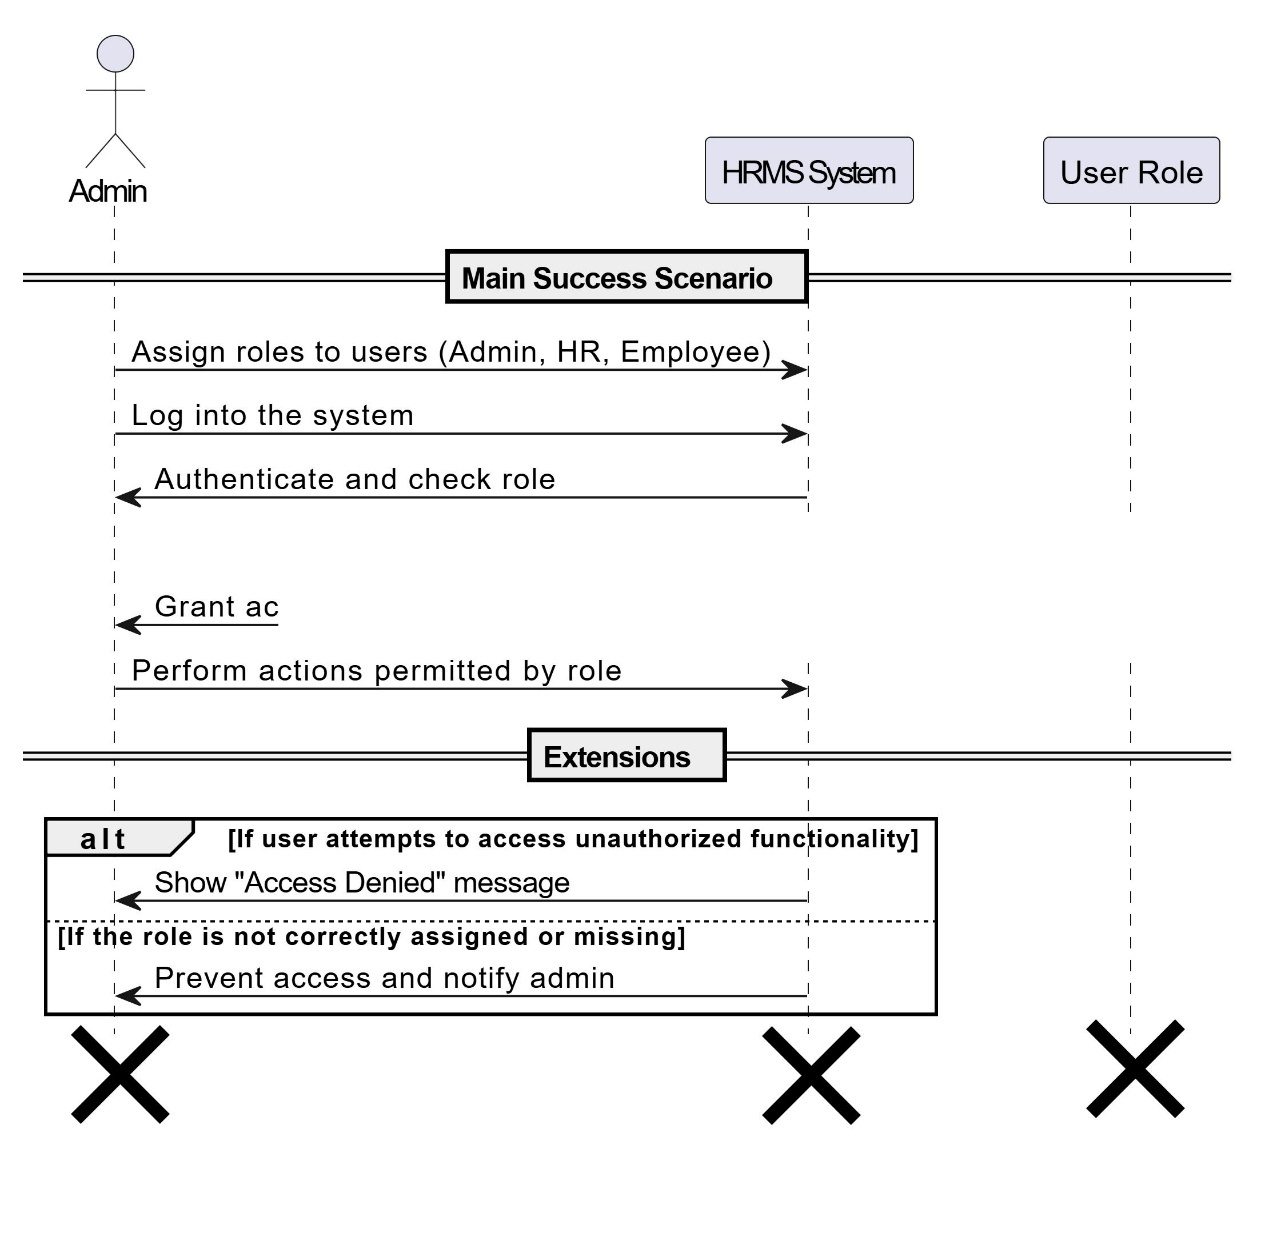 Admin
HRMS System
User Role
Main Success Scenario
Assign roles to users (Admin, HR, Employee)
Log into the system
Authenticate and check role
Grant ac
Perform actions permitted by role
Extensions
alt [If user attempts to access unauthorized functionality]
Show "Access Denied" message
[If the role is not correctly assigned or missing]
Prevent access and notify admin